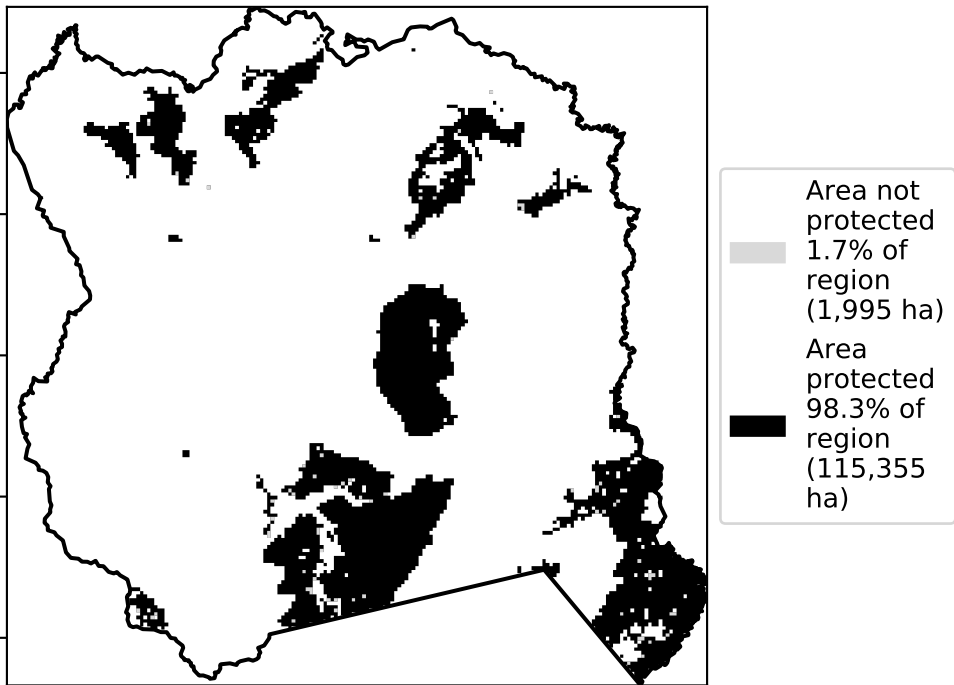 Area not
protected
1.7% of
region
(1,995 ha)
Area
protected
98.3% of
region
(115,355
ha)